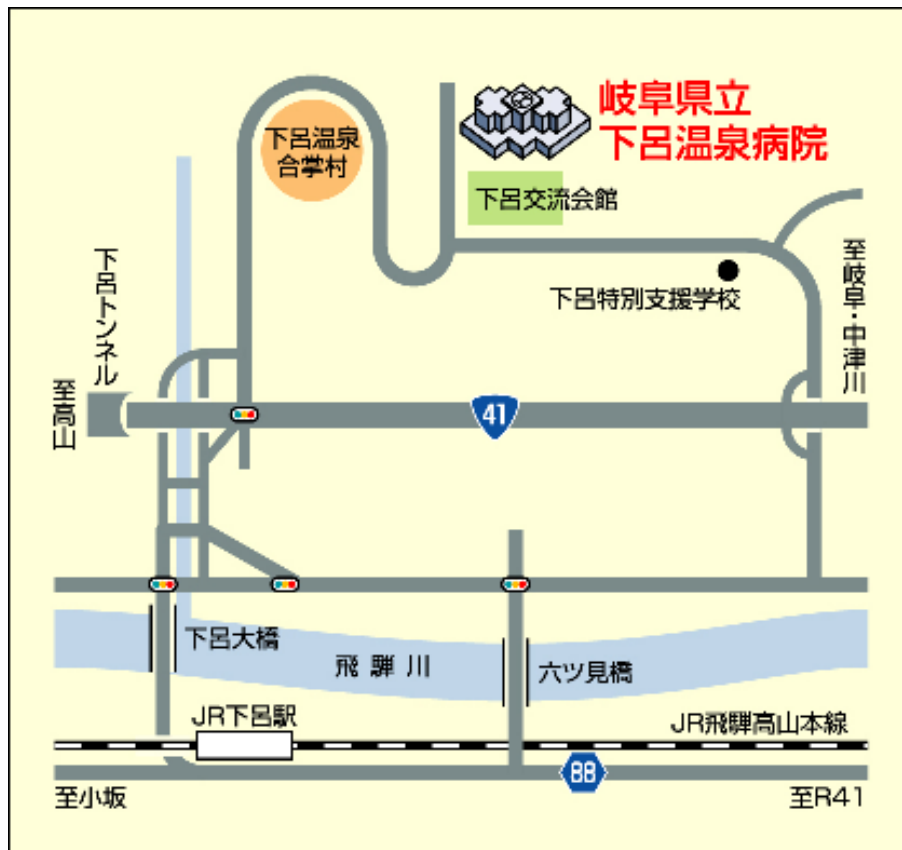 岐阜県立
下呂温泉病院
下呂温泉
合掌村
下呂交流会館
下呂特別支援学校
至岐阜・中津川
下呂トンネル
至高山
41
下呂大橋
飛騨川
六ツ見橋
JR下呂駅
JR飛騨高山本線
88
至小坂
至R41